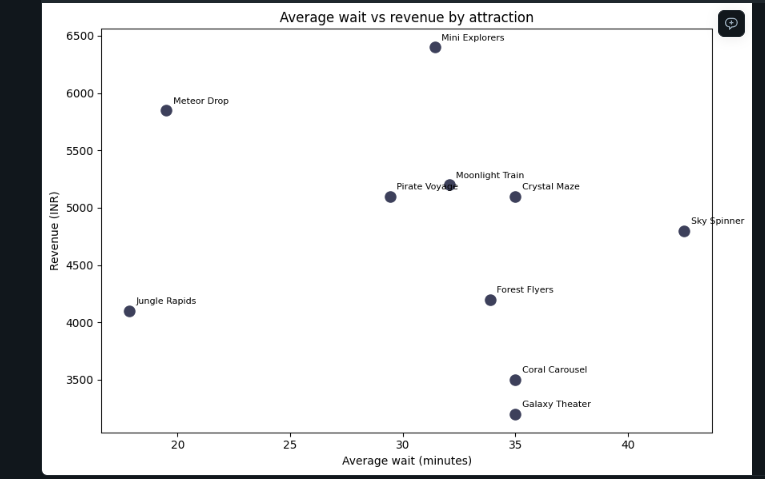 Average wait vs revenue by attraction
6500
6000
5500
5000
4500
4000
3500
Revenue (INR)
Mini Explorers
Meteor Drop
Moonlight Train
Pirate Voyage
Crystal Maze
Sky Spinner
Forest Flyers
Jungle Rapids
Coral Carousel
Galaxy Theater
20 25 30 35 40
Average wait (minutes)